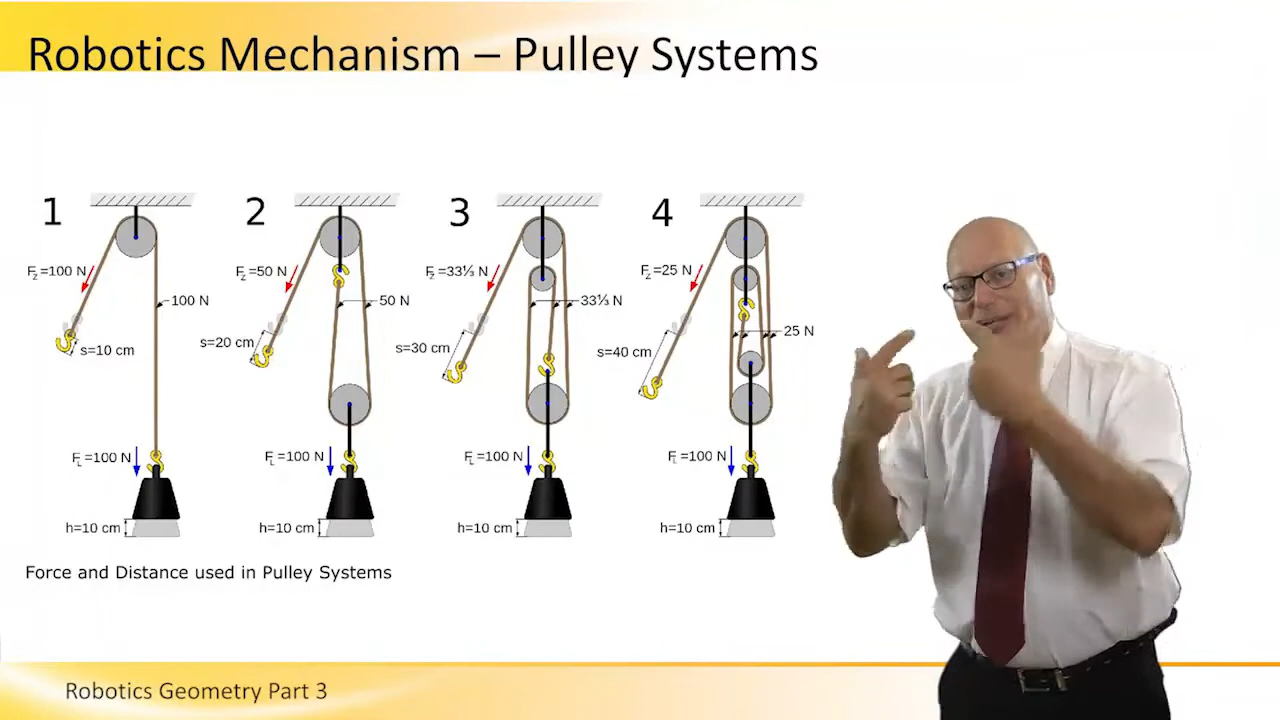 Robotics Mechanism – Pulley Systems
1
2
3
4
F_Z=100 N
F_Z=50 N
F_Z=33⅓ N
F_Z=25 N
100 N
50 N
33⅓ N
25 N
s=10 cm
s=20 cm
s=30 cm
s=40 cm
F_L=100 N
F_L=100 N
F_L=100 N
F_L=100 N
h=10 cm
h=10 cm
h=10 cm
h=10 cm
Force and Distance used in Pulley Systems
Robotics Geometry Part 3